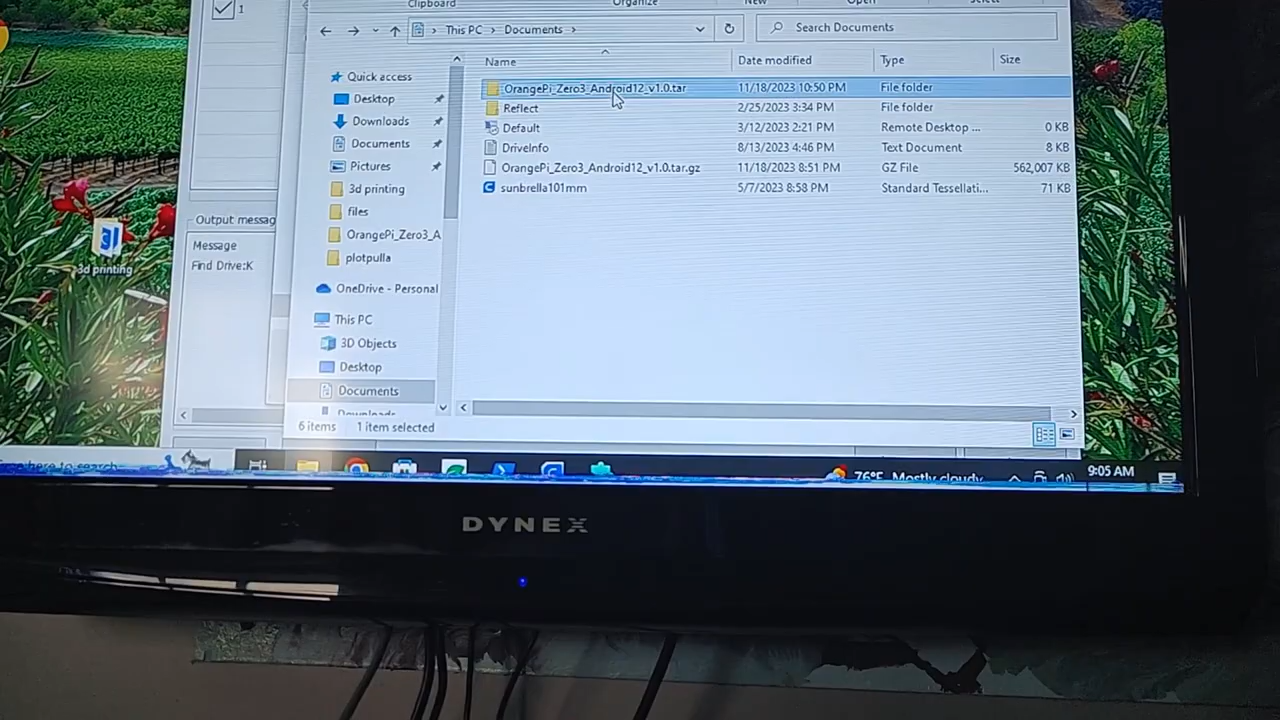 Clipboard
Organize
New
Open
Select
1
This PC > Documents >
Search Documents
Name
Date modified
Type
Size
Quick access
Desktop
Downloads
Documents
Pictures
3d printing
files
OrangePi_Zero3_A
plotpulla
OneDrive - Personal
This PC
3D Objects
Desktop
Documents
Downloads
OrangePi_Zero3_Android12_v1.0.tar 11/18/2023 10:50 PM File folder
Reflect 2/25/2023 3:34 PM File folder
Default 3/12/2023 2:21 PM Remote Desktop ... 0 KB
DriveInfo 8/13/2023 4:46 PM Text Document 8 KB
OrangePi_Zero3_Android12_v1.0.tar.gz 11/18/2023 8:51 PM GZ File 562,007 KB
sunbrella101mm 5/7/2023 8:58 PM Standard Tessellati... 71 KB
Output messag
Message
Find Drive:K
3d printing
6 items 1 item selected
here to search
76°F Mostly cloudy
9:05 AM
DYNEX